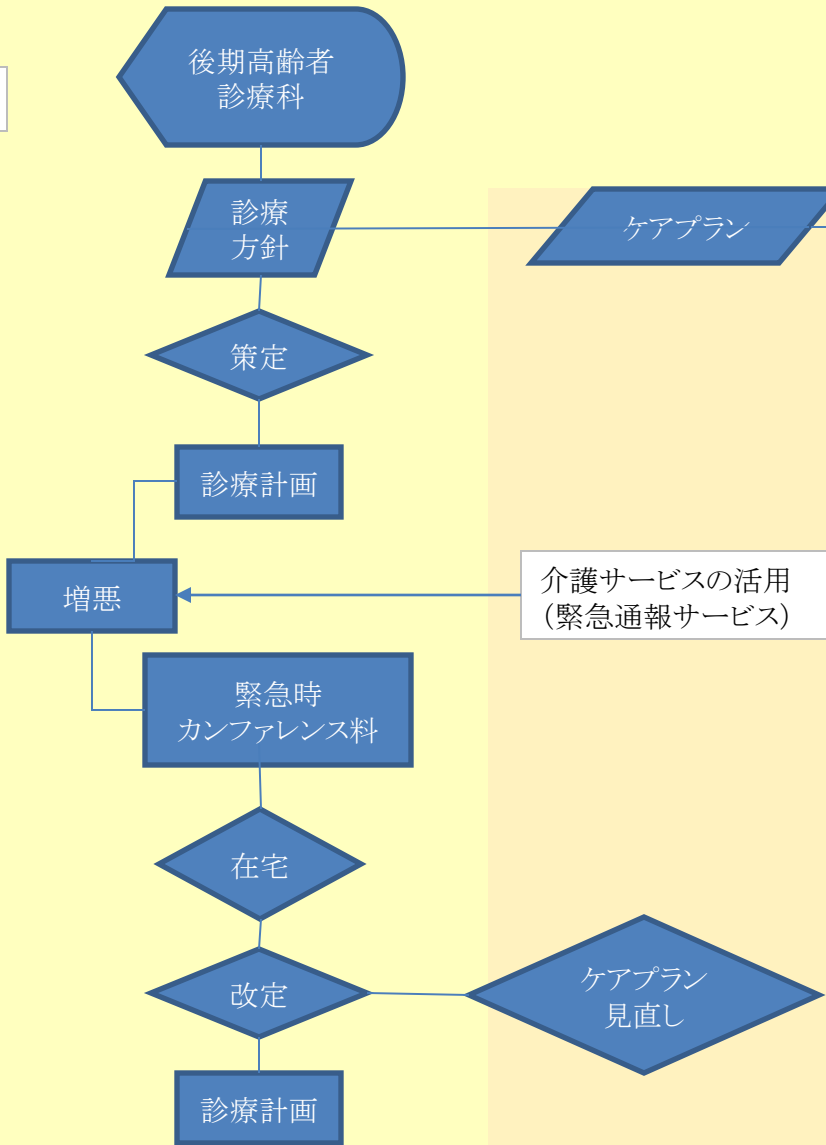 後期高齢者
診療科
診療
方針
ケアプラン
策定
診療計画
増悪
介護サービスの活用
（緊急通報サービス）
緊急時
カンファレンス料
在宅
改定
ケアプラン
見直し
診療計画